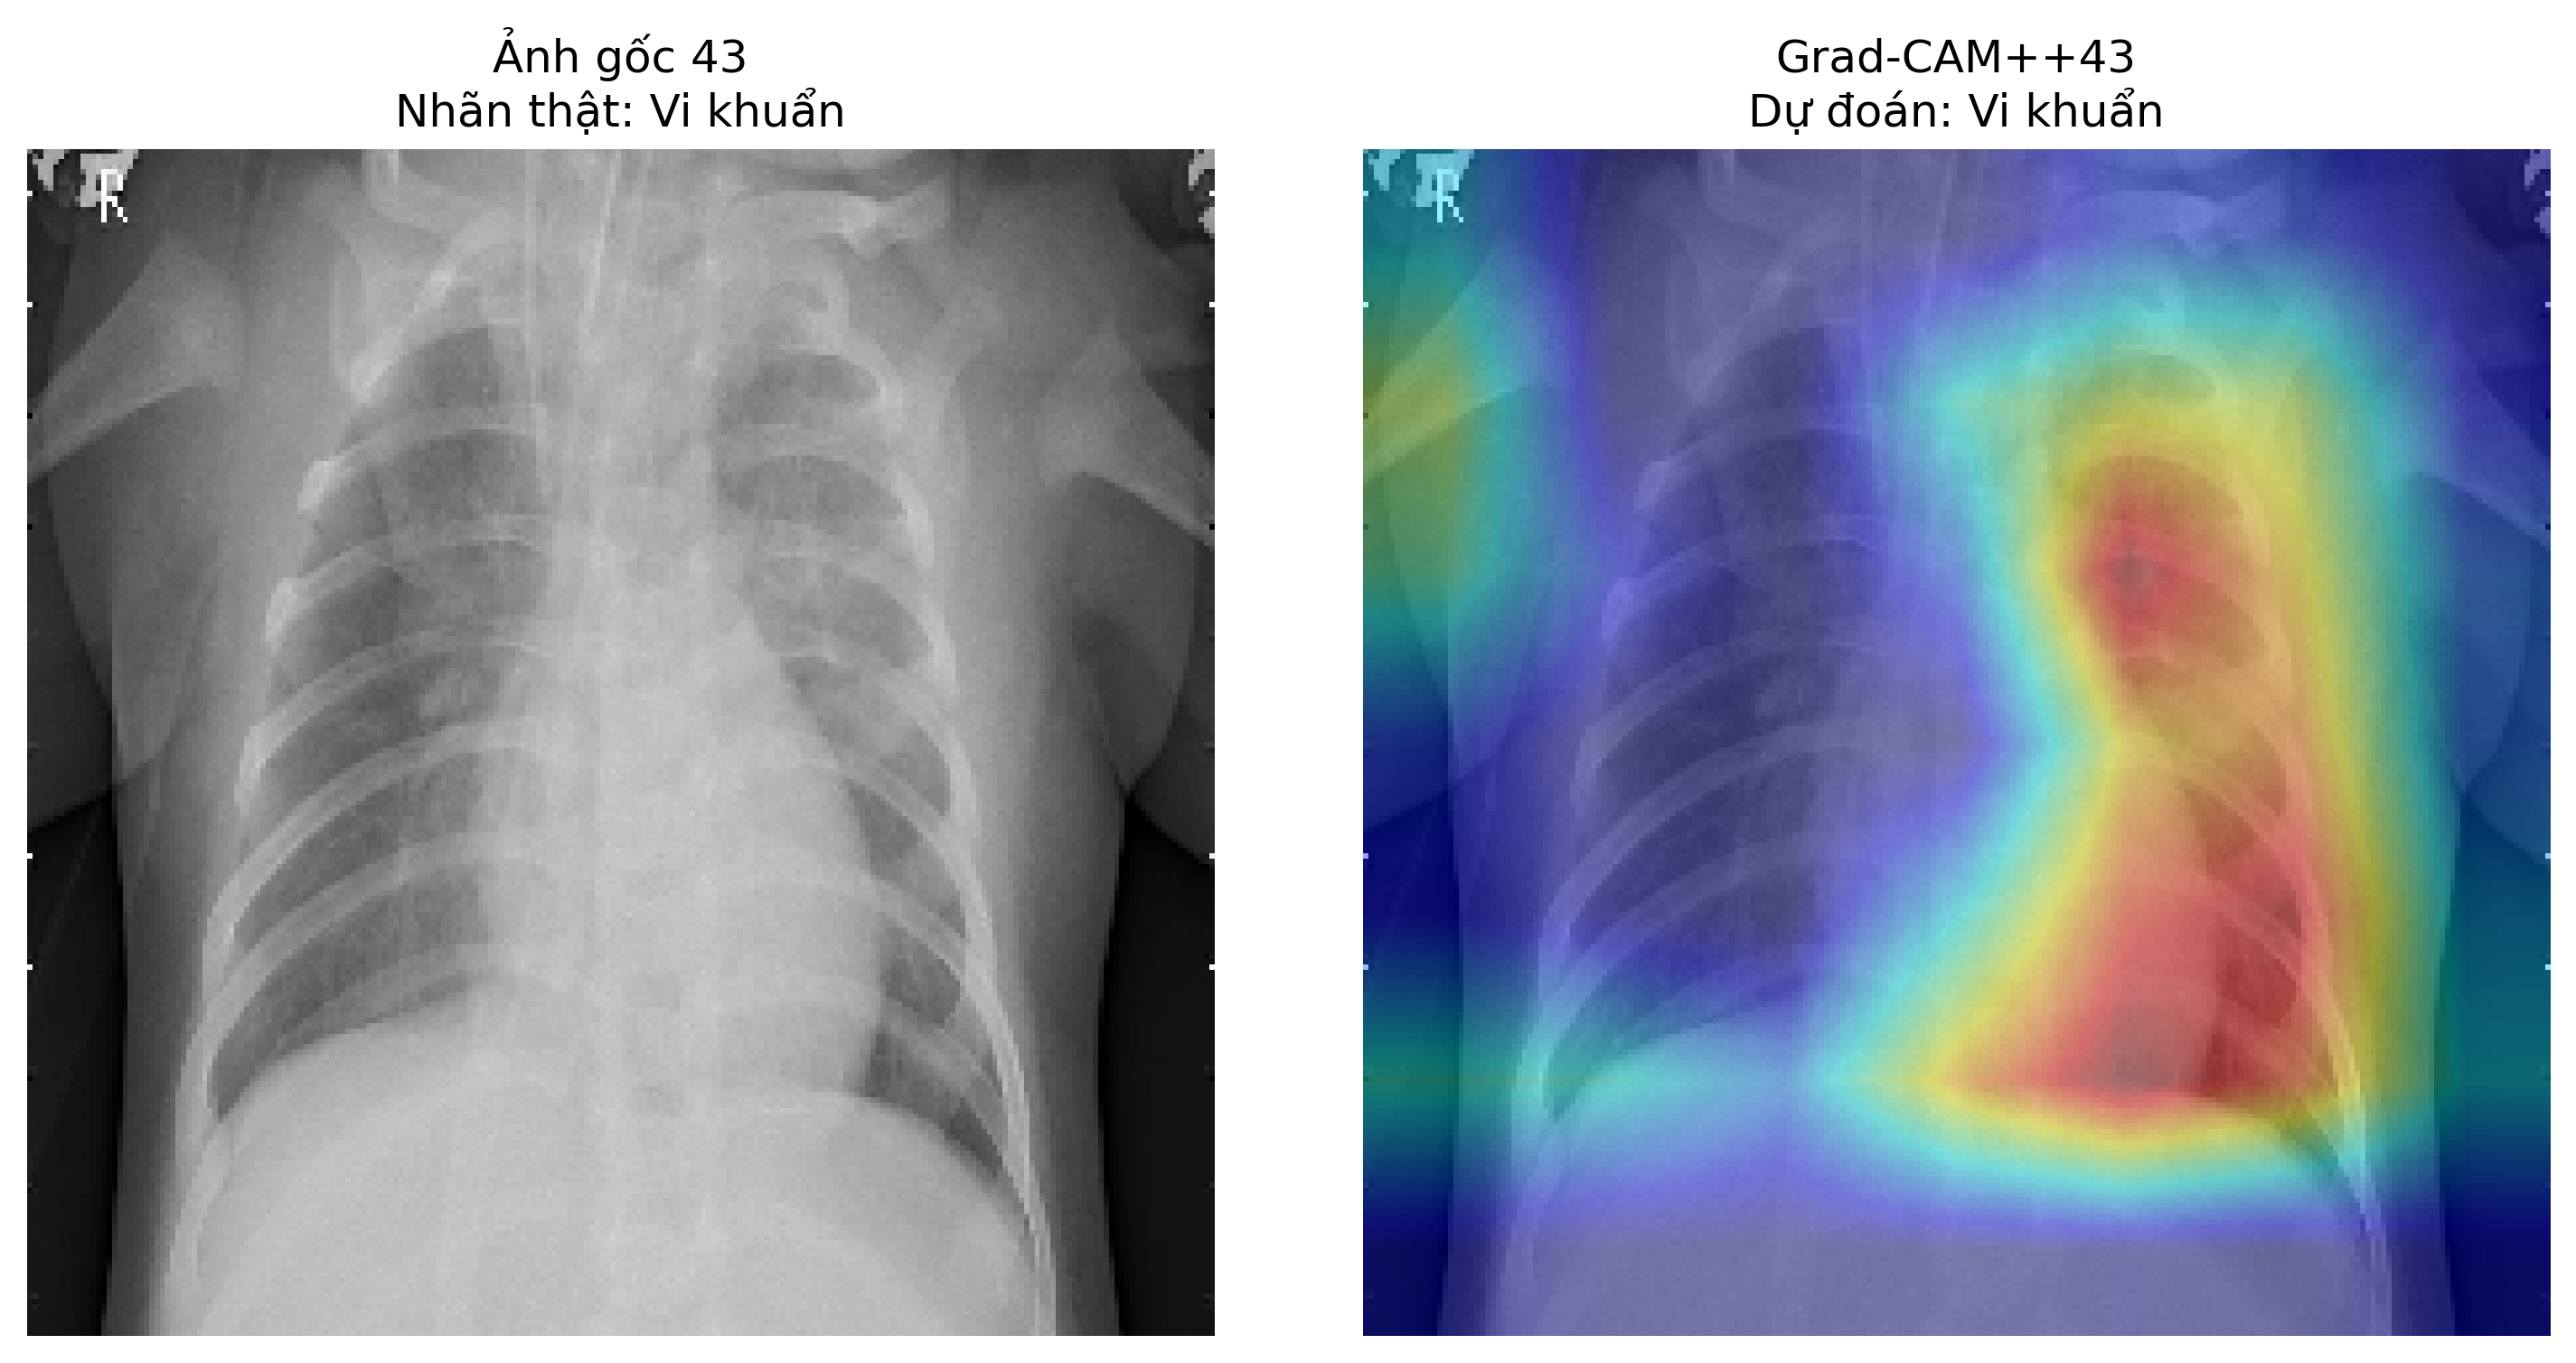 Ảnh gốc 43
Nhãn thật: Vi khuẩn
Grad-CAM++43
Dự đoán: Vi khuẩn
R
R